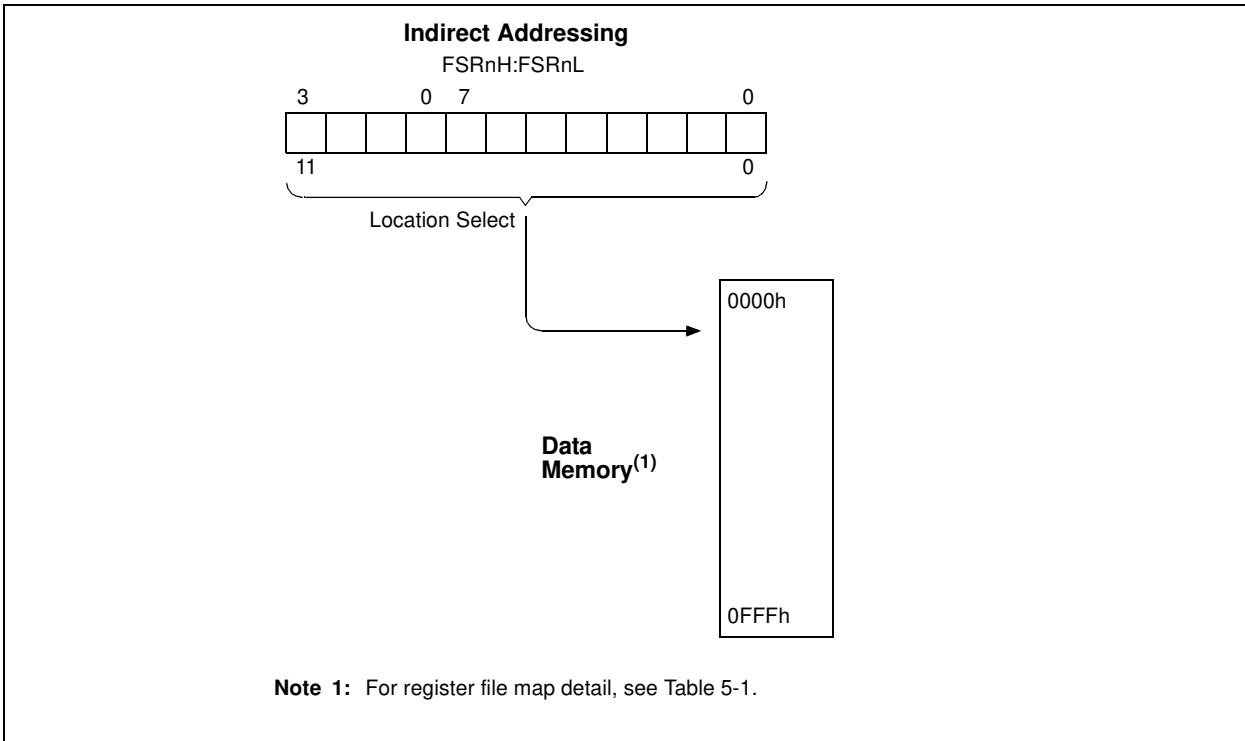 Indirect Addressing
FSRnH:FSRnL
3 0 7 0
11 0
Location Select
0000h
Data
Memory(1)
0FFFh
Note 1: For register file map detail, see Table 5-1.